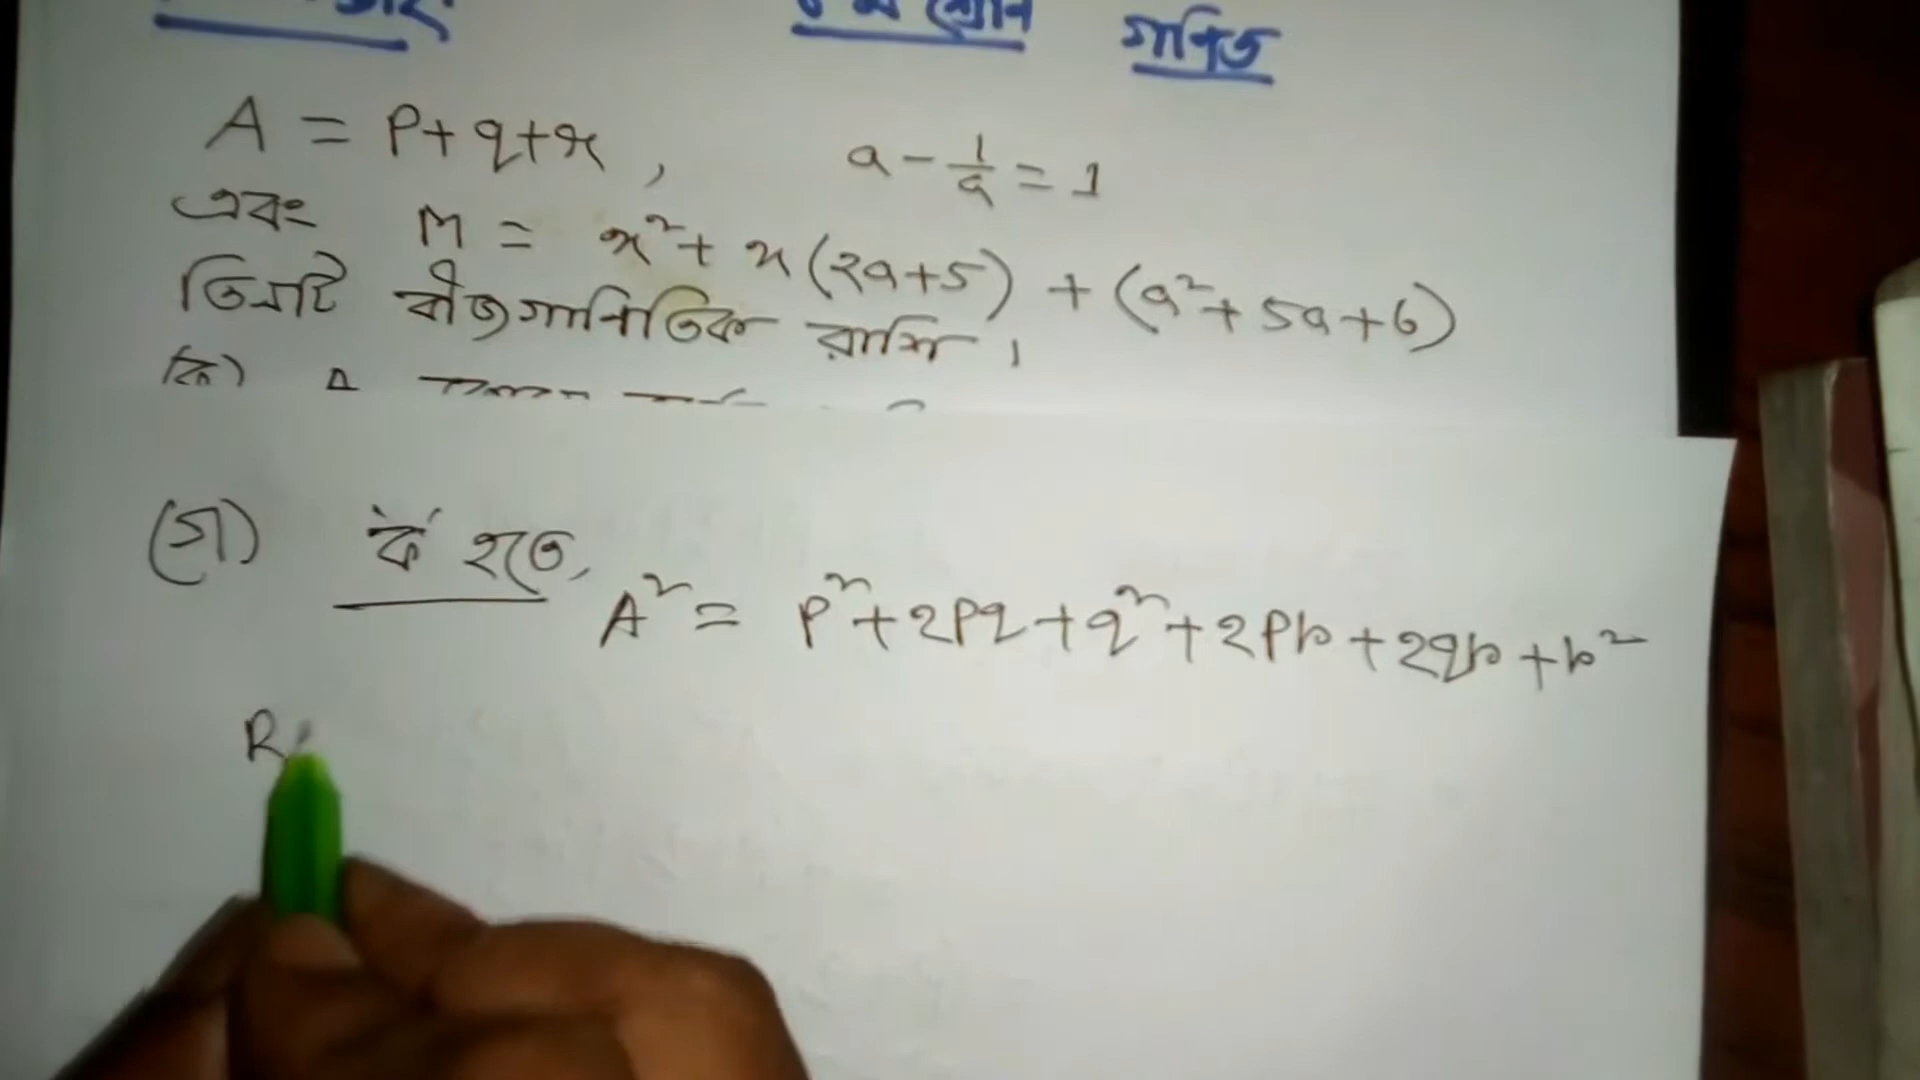 গণিত
A = p+q+r, a - 1/a = 1
এবং M = x² + x(2a+5) + (a²+5a+6)
তিনটি বীজগাণিতিক রাশি।
ক)
(গ) 'ক' হতে,
A² = p²+2pq+q²+2pr+2qr+r²
R